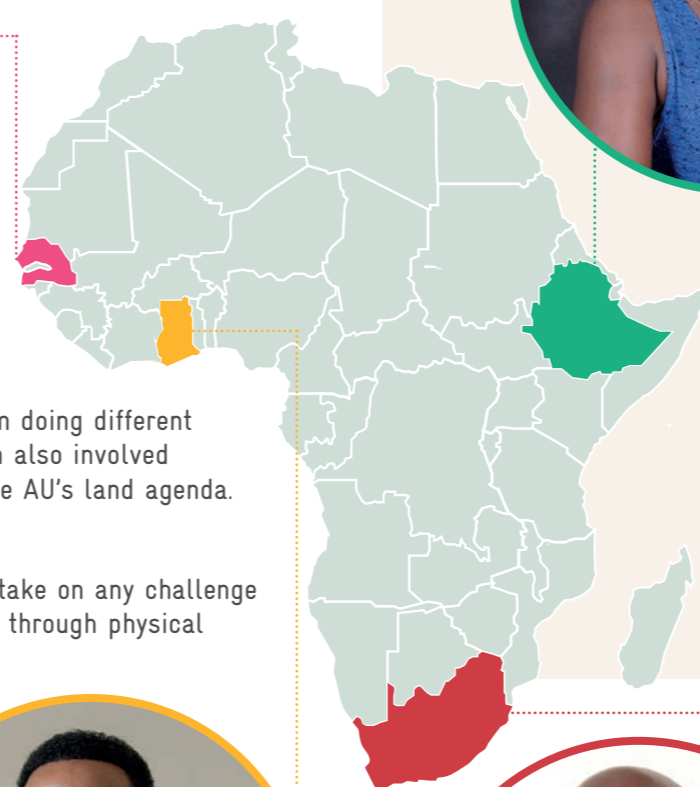 doing different
also involved
AU's land agenda.
take on any challenge
through physical